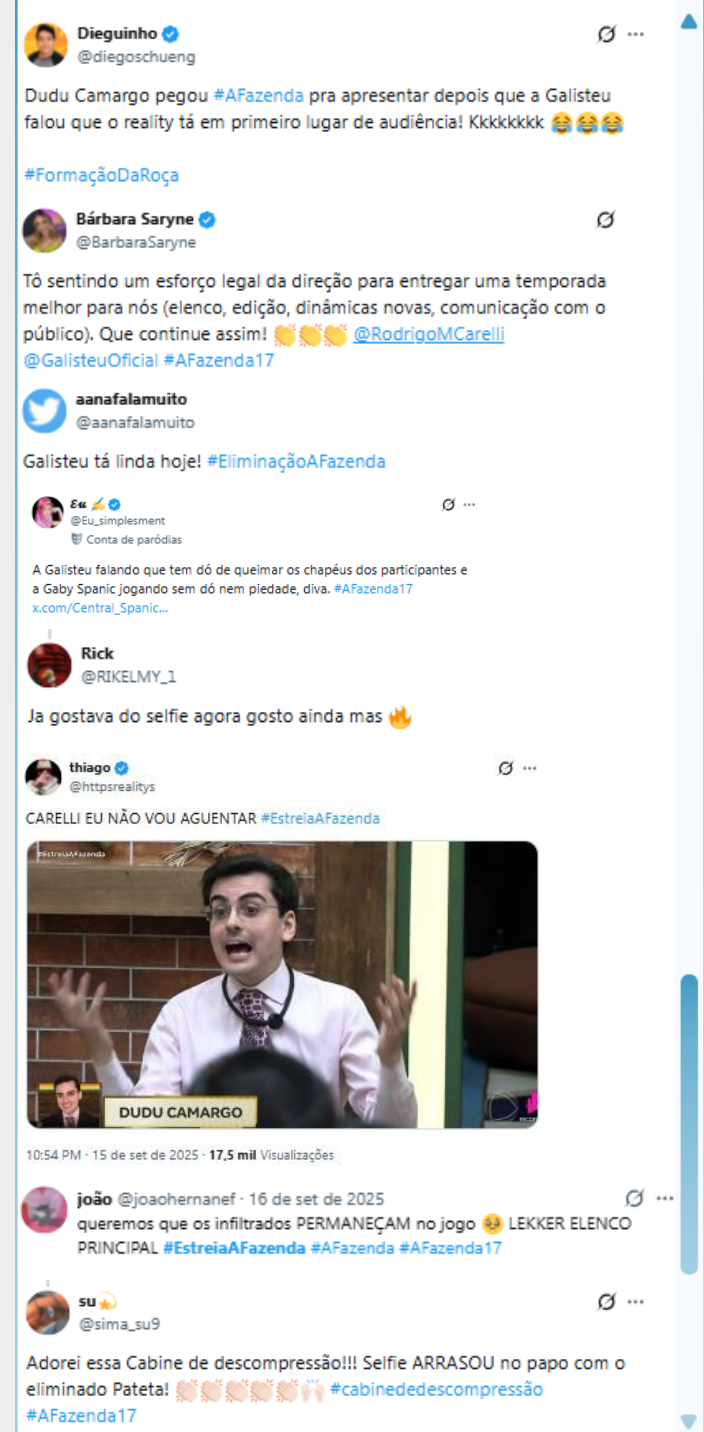 Dieguinho
@diegoschueng
Dudu Camargo pegou #AFazenda pra apresentar depois que a Galisteu
falou que o reality tá em primeiro lugar de audiência! Kkkkkkkk 😂😂😂
#FormaçãoDaRoça
Bárbara Saryne
@BarbaraSaryne
Tô sentindo um esforço legal da direção para entregar uma temporada
melhor para nós (elenco, edição, dinâmicas novas, comunicação com o
público). Que continue assim! 👏👏👏 @RodrigoMCarelli
@GalisteuOficial #AFazenda17
aanafalamuito
@aanafalamuito
Galisteu tá linda hoje! #EliminaçãoAFazenda
𝓔𝓾 ✍️
@Eu_simplesment
Conta de paródias
A Galisteu falando que tem dó de queimar os chapéus dos participantes e
a Gaby Spanic jogando sem dó nem piedade, diva. #AFazenda17
x.com/Central_Spanic...
Rick
@RIKELMY_1
Ja gostava do selfie agora gosto ainda mas 🔥
thiago
@httpsrealitys
CARELLI EU NÃO VOU AGUENTAR #EstreiaAFazenda
#EstreiaAFazenda
DUDU CAMARGO
10:54 PM · 15 de set de 2025 · 17,5 mil Visualizações
joão @joaohernanef · 16 de set de 2025
queremos que os infiltrados PERMANEÇAM no jogo 🥹 LEKKER ELENCO
PRINCIPAL #EstreiaAFazenda #AFazenda #AFazenda17
su 💫
@sima_su9
Adorei essa Cabine de descompressão!!! Selfie ARRASOU no papo com o
eliminado Pateta! 👏🏻👏🏻👏🏻👏🏻👏🏻🙌🏻 #cabinededescompressão
#AFazenda17